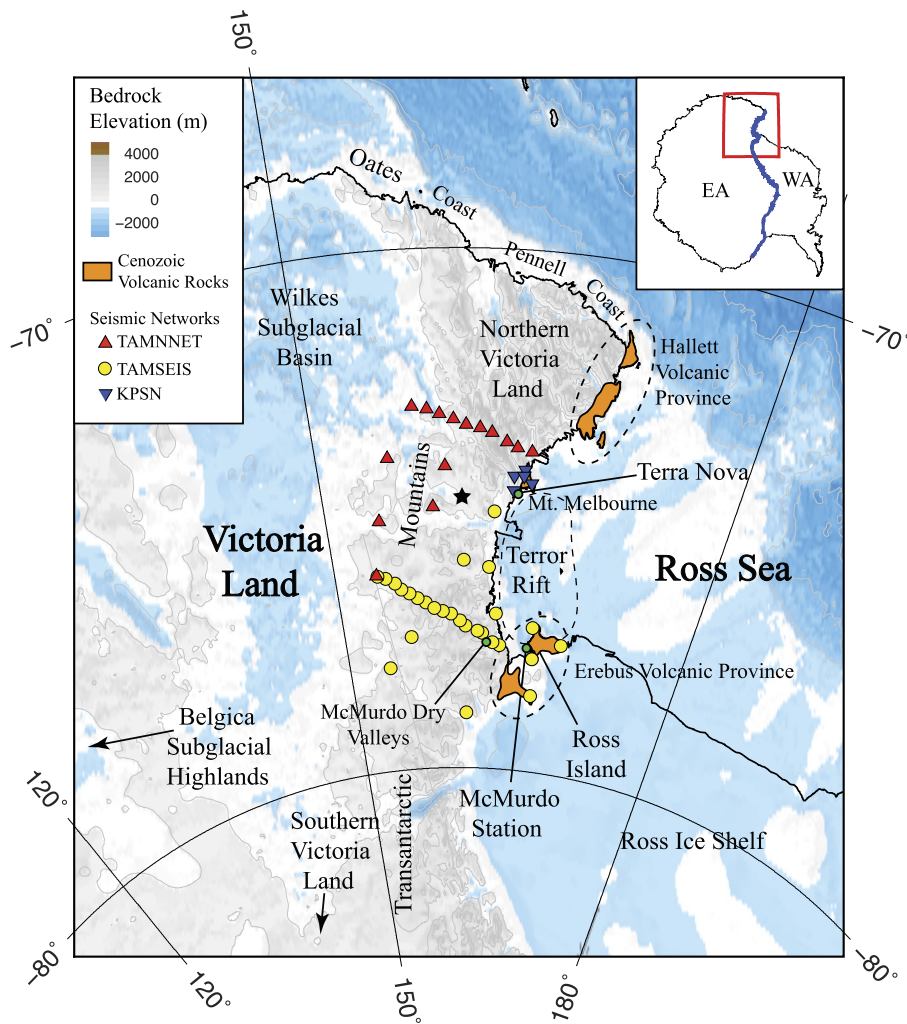 150°
Bedrock
Elevation (m)
4000
2000
0
−2000
Cenozoic
Volcanic Rocks
Seismic Networks
TAMNNET
TAMSEIS
KPSN
EA
WA
Oates
Coast
Pennell
Coast
Wilkes
Subglacial
Basin
Northern
Victoria
Land
−70°
−70°
Hallett
Volcanic
Province
Mountains
Terra Nova
Mt. Melbourne
Victoria
Land
Terror
Rift
Ross Sea
Erebus Volcanic Province
McMurdo Dry
Valleys
Belgica
Subglacial
Highlands
Ross
Island
120°
McMurdo
Station
Transantarctic
Southern
Victoria
Land
Ross Ice Shelf
−80°
−80°
120°
150°
180°